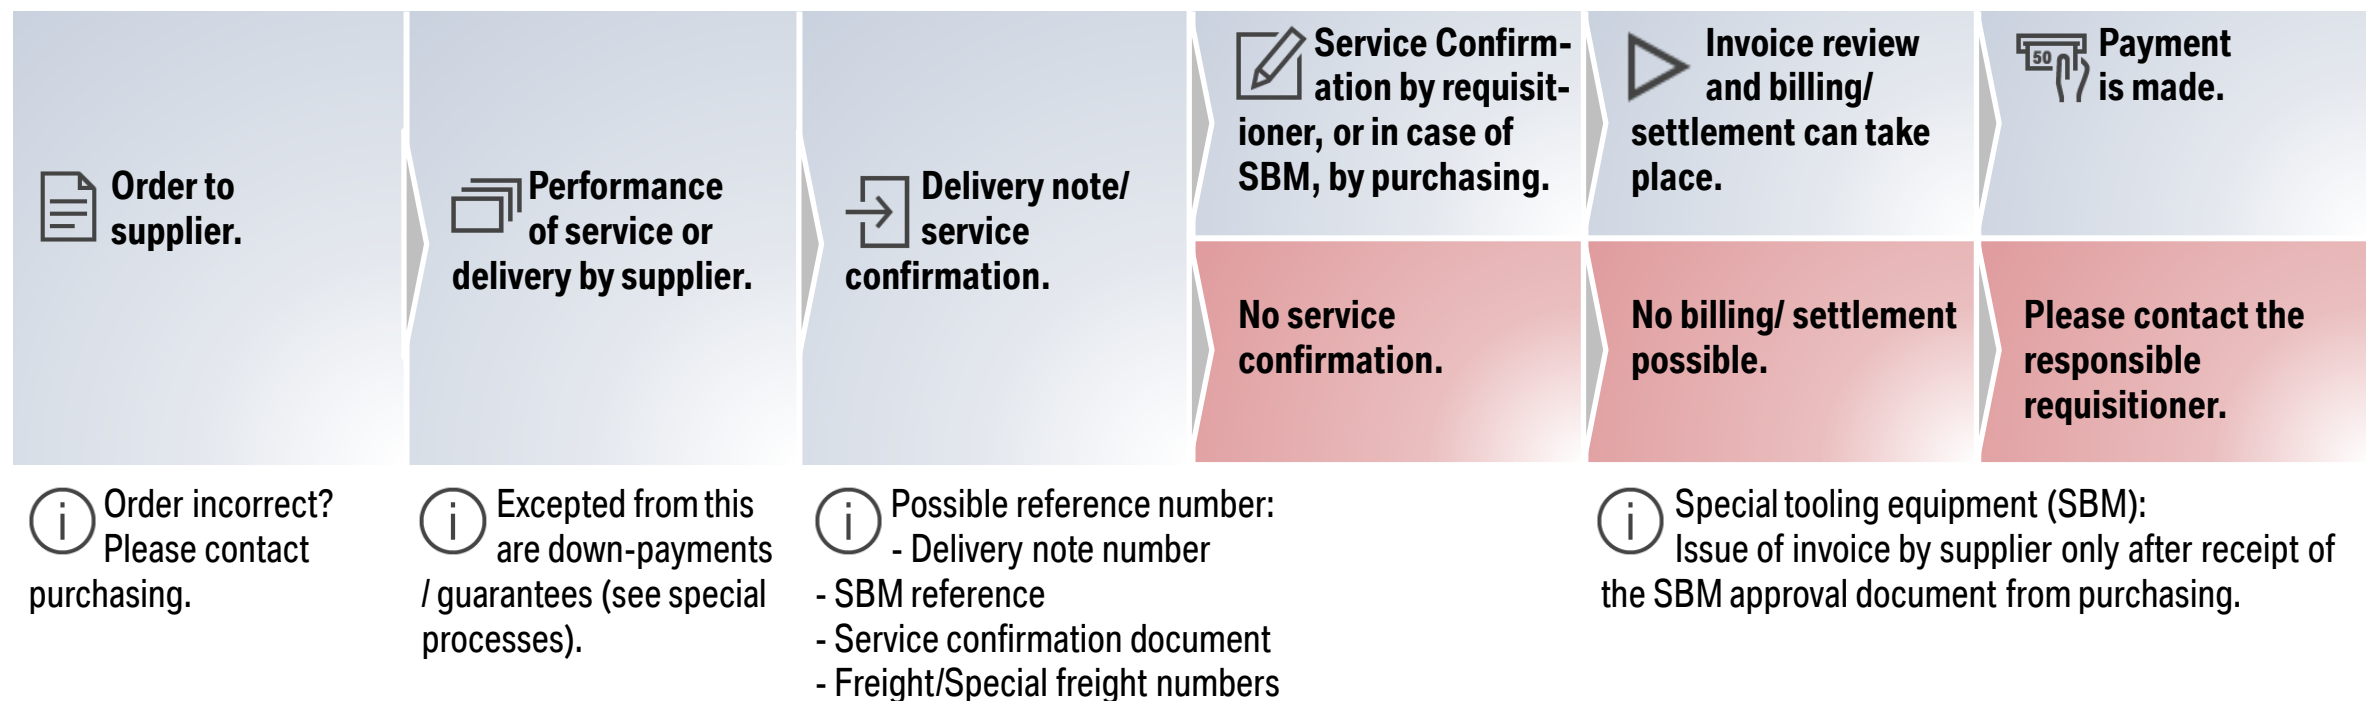 Order to
supplier.
Performance
of service or
delivery by supplier.
Delivery note/
service
confirmation.
Service Confirm-
ation by requisit-
ioner, or in case of
SBM, by purchasing.
Invoice review
and billing/
settlement can take
place.
50
Payment
is made.
No service
confirmation.
No billing/ settlement
possible.
Please contact the
responsible
requisitioner.
i Order incorrect?
Please contact
purchasing.
i Excepted from this
are down-payments
/ guarantees (see special
processes).
i Possible reference number:
- Delivery note number
- SBM reference
- Service confirmation document
- Freight/Special freight numbers
i Special tooling equipment (SBM):
Issue of invoice by supplier only after receipt of
the SBM approval document from purchasing.